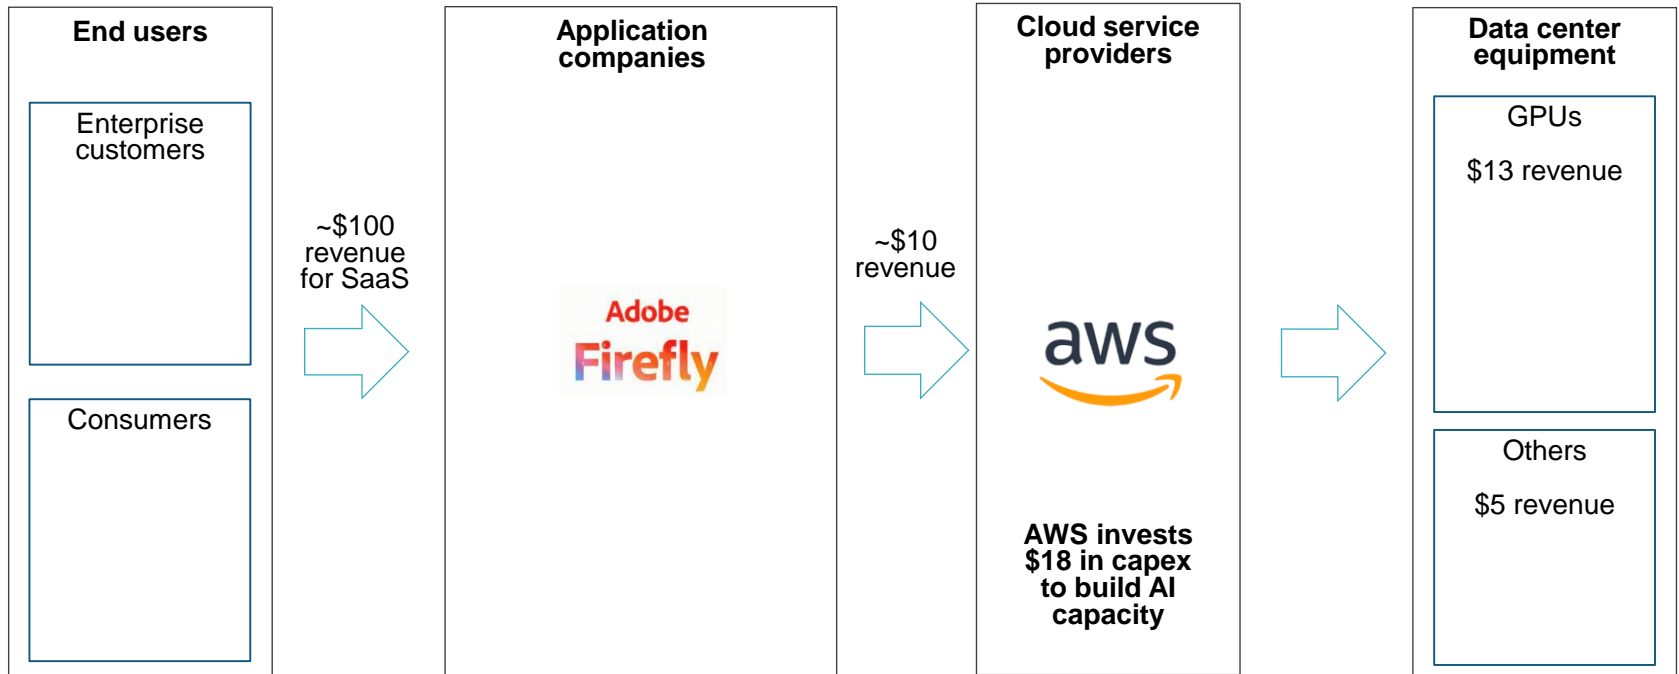 End users
Enterprise
customers
Consumers
~$100
revenue
for SaaS
Application
companies
Adobe
Firefly
~$10
revenue
Cloud service
providers
aws
AWS invests
$18 in capex
to build AI
capacity
Data center
equipment
GPUs
$13 revenue
Others
$5 revenue